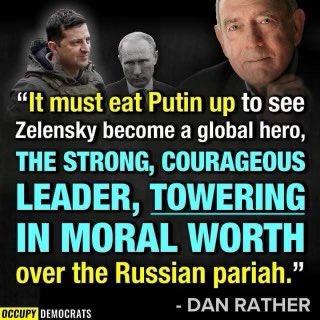 “It must eat Putin up to see
Zelensky become a global hero,
THE STRONG, COURAGEOUS
LEADER, TOWERING
IN MORAL WORTH
over the Russian pariah.”
- DAN RATHER
OCCUPY DEMOCRATS